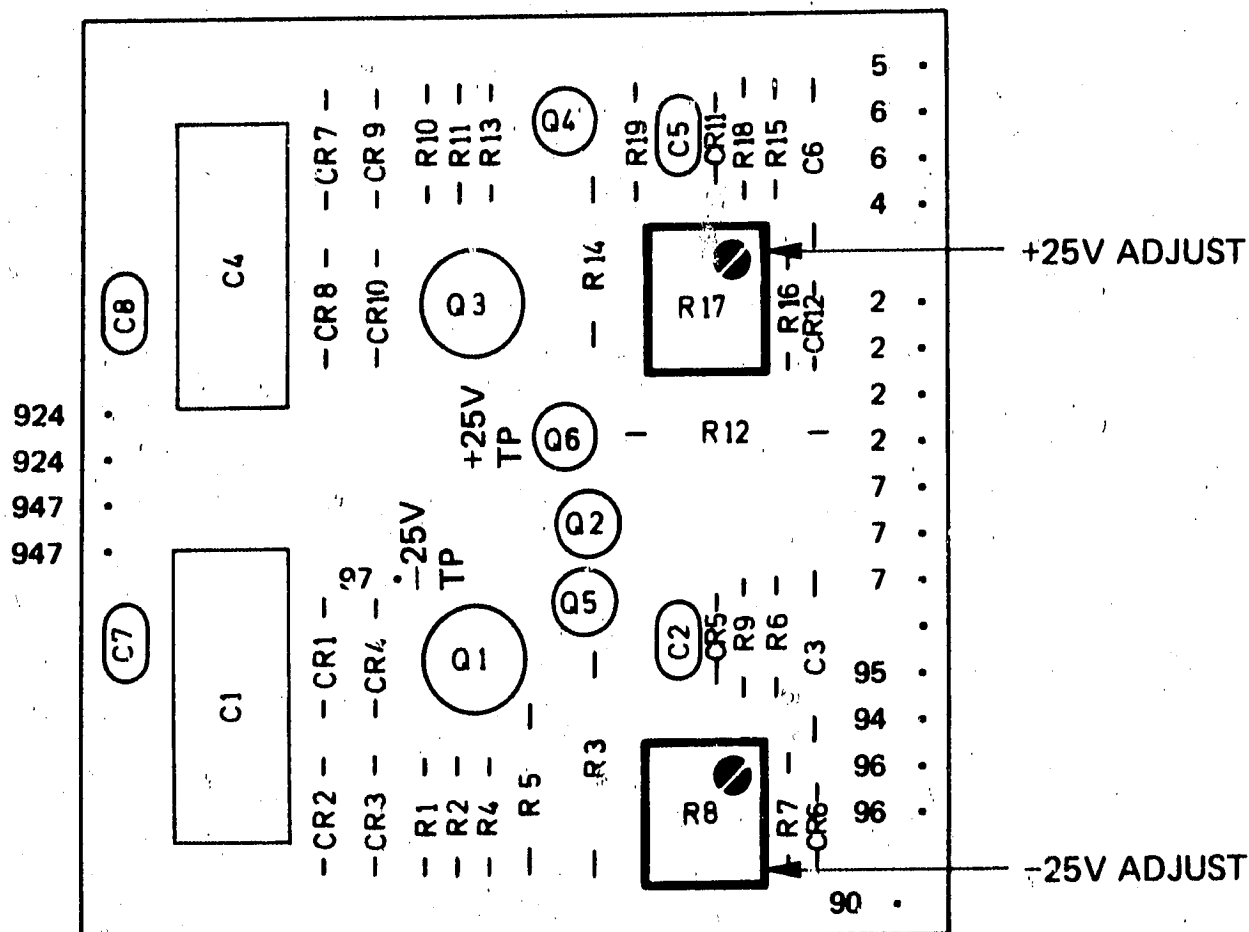 5
6
6
4
CR7
CR9
R10
R11
R13
Q4
R19
C5
CR11
R18
R15
C6
+25V ADJUST
C8
C4
CR8
CR10
Q3
R14
R17
R16
CR12
2
2
2
2
924
924
947
947
+25V
TP
Q6
R12
7
7
7
-25V
TP
97
Q2
Q5
C7
C1
CR1
CR4
Q1
C2
CR5
R9
R6
C3
95
94
96
96
CR2
CR3
R1
R2
R4
R5
R3
R8
R7
CR6
-25V ADJUST
90